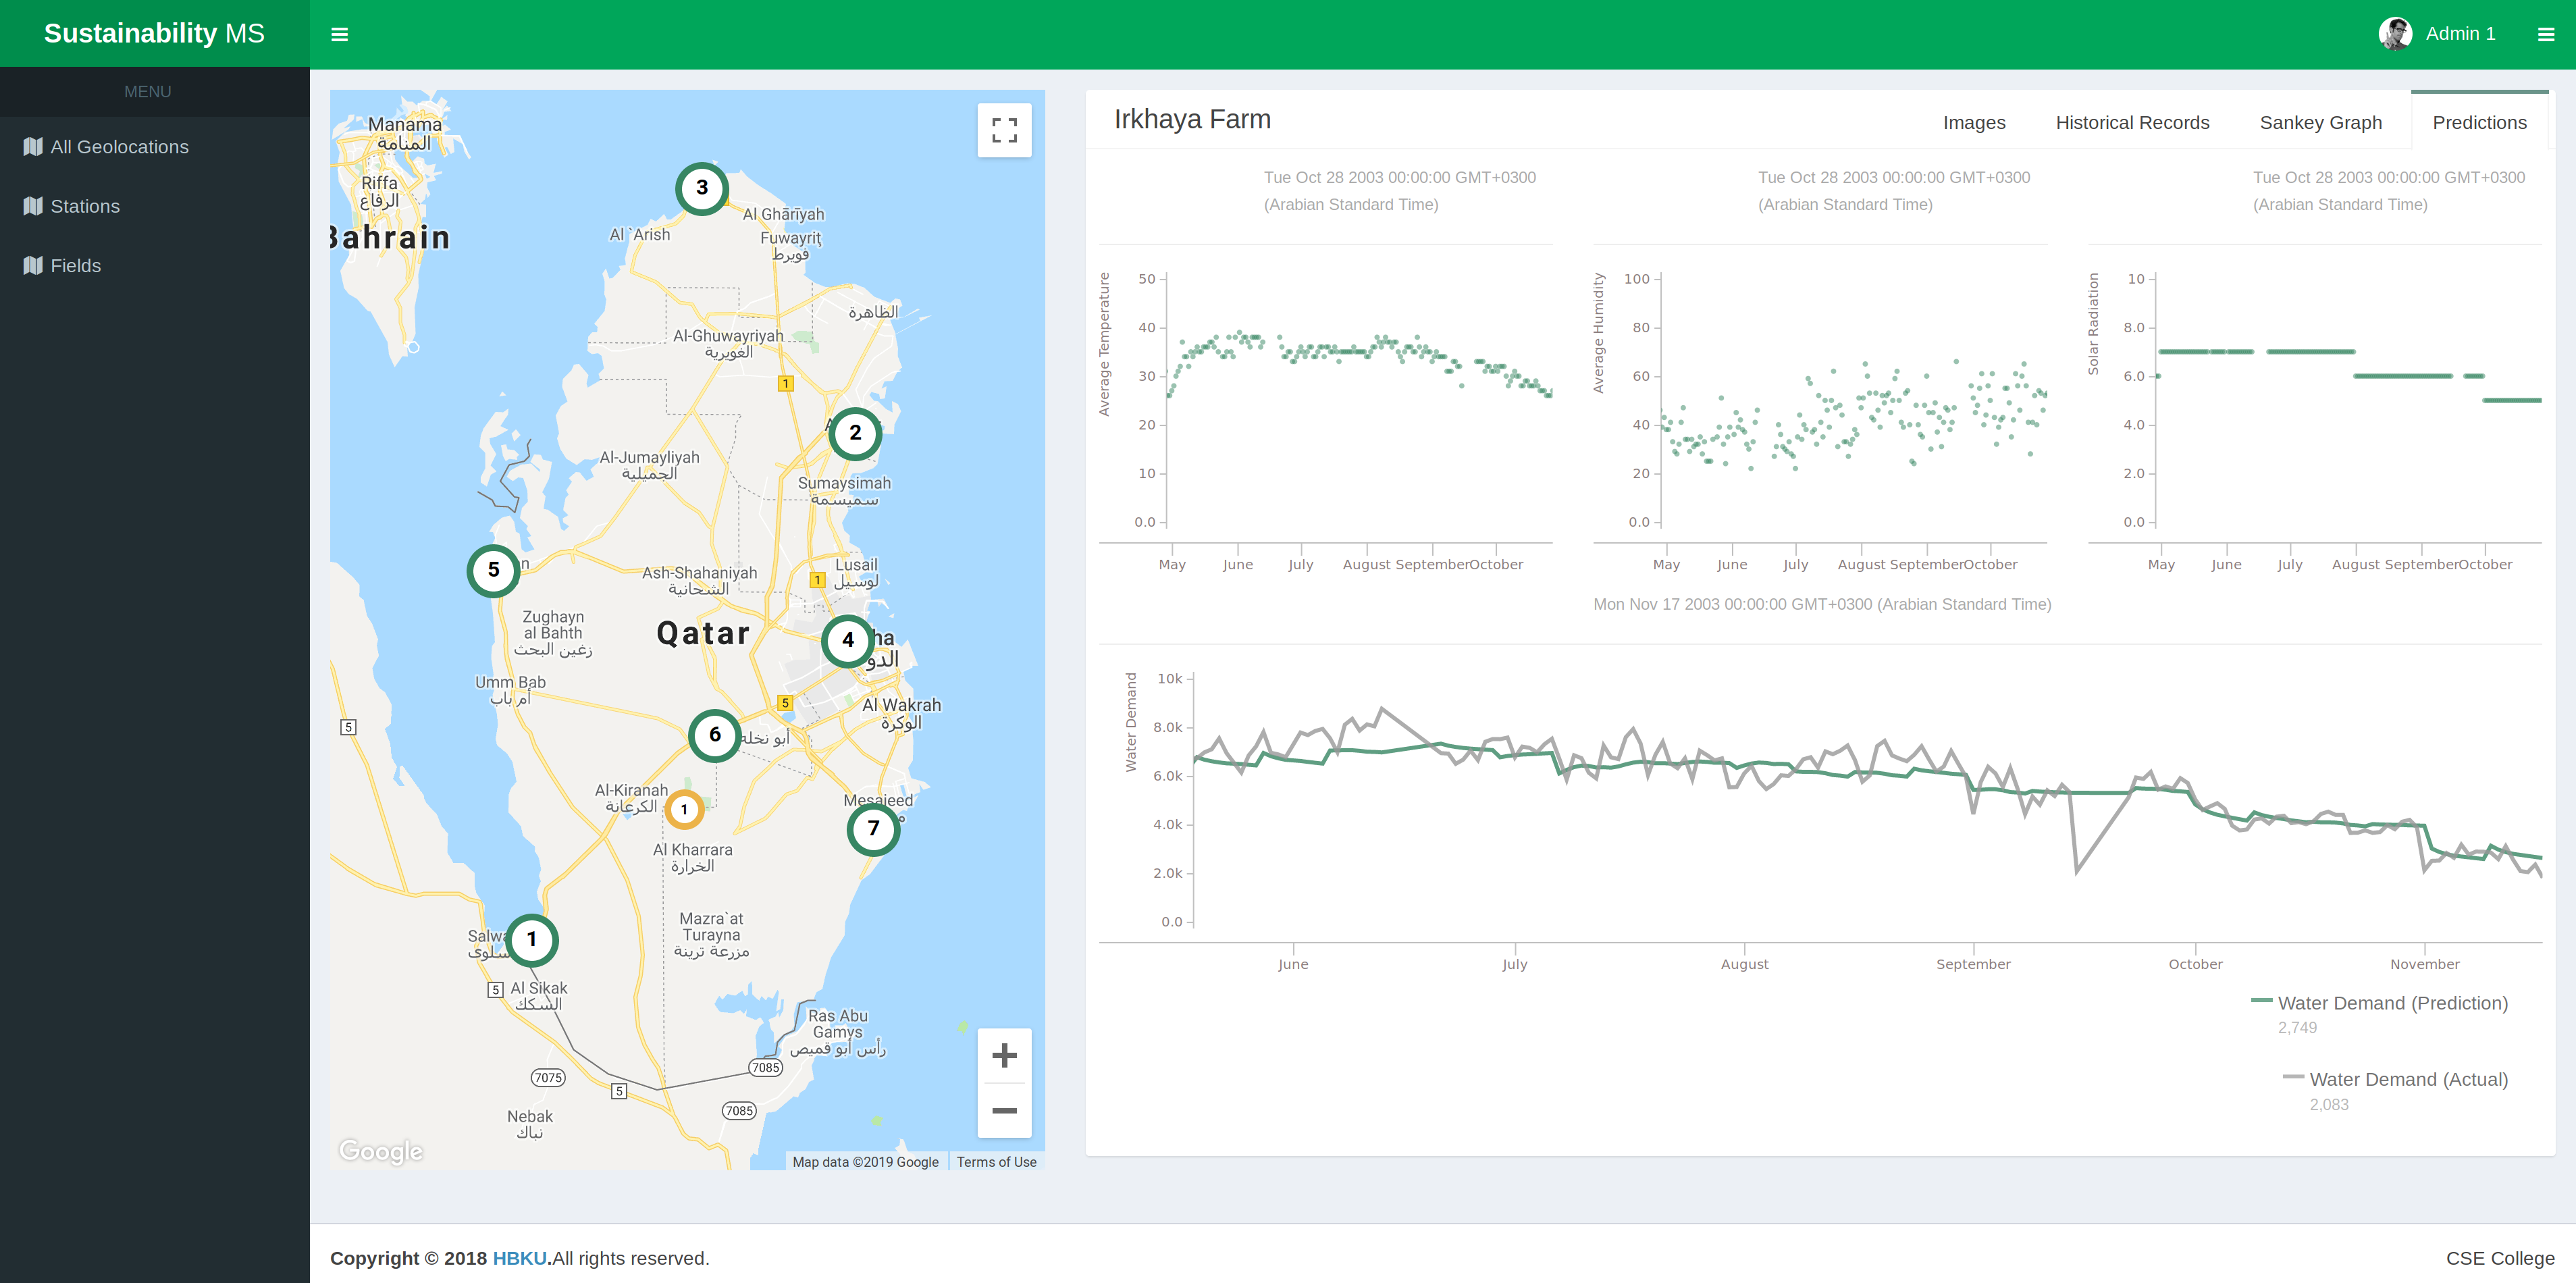 Sustainability MS
Admin 1
MENU
All Geolocations
Stations
Fields
Manama
المنامة
Riffa
الرفاع
Bahrain
3
Al Ghārīyah
Al `Arish
Fuwayriţ
فويرط
الظاهرة
Al-Ghuwayriyah
الغويرية
1
2
Al-Jumayliyah
الجميلية
Sumaysimah
سميسمة
5
Ash-Shahaniyah
الشحانية
1
Lusail
لوسيل
Zughayn
al Bahth
زغين البحث
Qatar
4
ha
الدو
Umm Bab
أم باب
5
5
Al Wakrah
الوكرة
6
أبو نخلة
Al-Kiranah
الكرعانة
1
Mesaieed
7
Al Kharrara
الخرارة
Mazra`at
Turayna
مزرعة ترينة
Salwa
سلوى
1
5
Al Sikak
السكك
Ras Abu
Gamys
رأس أبو قميص
7085
7075
5
7085
Nebak
نباك
Google
Map data ©2019 Google
Terms of Use
Irkhaya Farm
Images
Historical Records
Sankey Graph
Predictions
Tue Oct 28 2003 00:00:00 GMT+0300
(Arabian Standard Time)
Tue Oct 28 2003 00:00:00 GMT+0300
(Arabian Standard Time)
Tue Oct 28 2003 00:00:00 GMT+0300
(Arabian Standard Time)
Average Temperature
50
40
30
20
10
0.0
May June July August September October
Average Humidity
100
80
60
40
20
0.0
May June July August September October
Solar Radiation
10
8.0
6.0
4.0
2.0
0.0
May June July August September October
Mon Nov 17 2003 00:00:00 GMT+0300 (Arabian Standard Time)
Water Demand
10k
8.0k
6.0k
4.0k
2.0k
0.0
June July August September October November
Water Demand (Prediction)
2,749
Water Demand (Actual)
2,083
Copyright © 2018 HBKU.All rights reserved.
CSE College